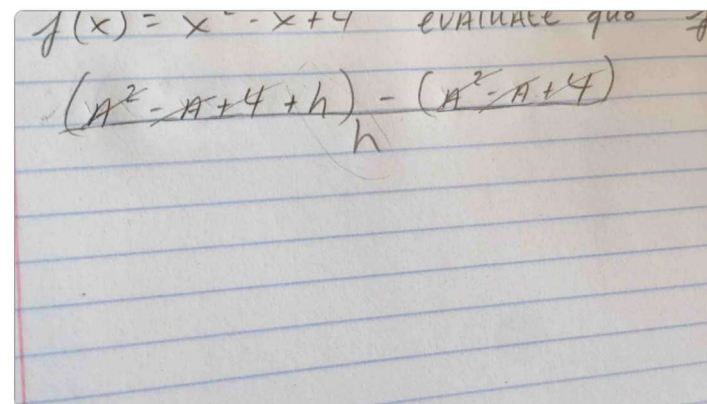 f(x) = x² - x + 4 evaluate quo f
(A² - A + 4 + h) - (A² - A + 4)
h